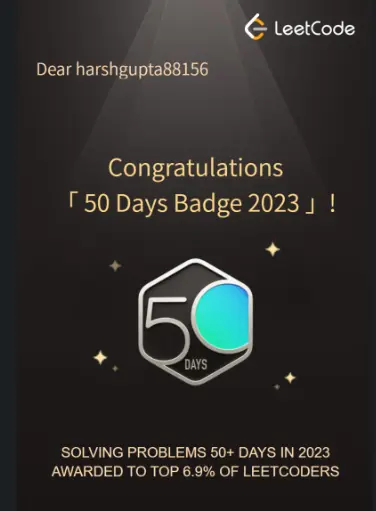 LeetCode
Dear harshgupta88156
Congratulations
「 50 Days Badge 2023 」!
50
DAYS
SOLVING PROBLEMS 50+ DAYS IN 2023
AWARDED TO TOP 6.9% OF LEETCODERS